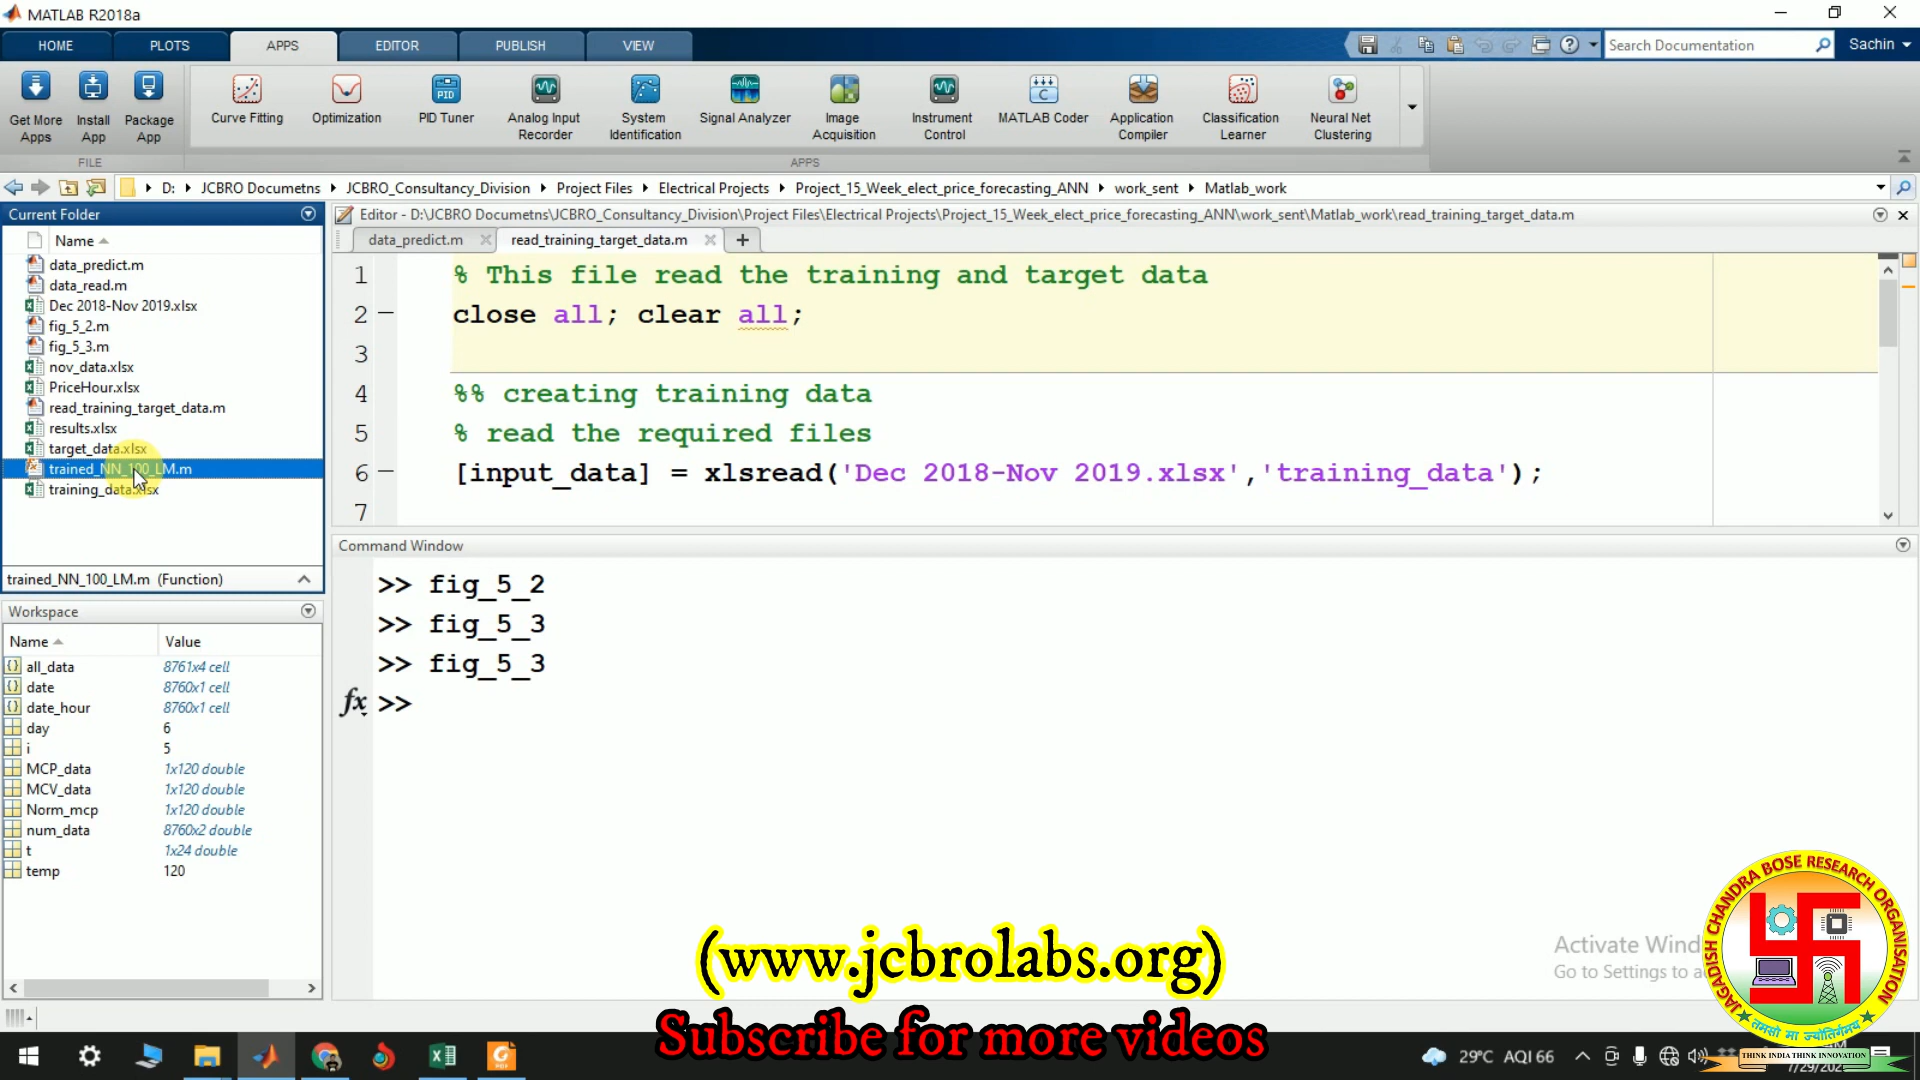 MATLAB R2018a
HOME PLOTS APPS EDITOR PUBLISH VIEW
Search Documentation
Sachin
Get More Apps
Install App
Package App
Curve Fitting
Optimization
PID Tuner
Analog Input Recorder
System Identification
Signal Analyzer
Image Acquisition
Instrument Control
MATLAB Coder
Application Compiler
Classification Learner
Neural Net Clustering
FILE
APPS
D: JCBRO Documetns JCBRO_Consultancy_Division Project Files Electrical Projects Project_15_Week_elect_price_forecasting_ANN work_sent Matlab_work
Current Folder
Name
data_predict.m
data_read.m
Dec 2018-Nov 2019.xlsx
fig_5_2.m
fig_5_3.m
nov_data.xlsx
PriceHour.xlsx
read_training_target_data.m
results.xlsx
target_data.xlsx
trained_NN_100_LM.m
training_data.xlsx
trained_NN_100_LM.m (Function)
Workspace
Name Value
all_data 8761x4 cell
date 8760x1 cell
date_hour 8760x1 cell
day 6
i 5
MCP_data 1x120 double
MCV_data 1x120 double
Norm_mcp 1x120 double
num_data 8760x2 double
t 1x24 double
temp 120
Editor - D:\JCBRO Documetns\JCBRO_Consultancy_Division\Project Files\Electrical Projects\Project_15_Week_elect_price_forecasting_ANN\work_sent\Matlab_work\read_training_target_data.m
data_predict.m read_training_target_data.m
1 % This file read the training and target data
2 close all; clear all;
3
4 %% creating training data
5 % read the required files
6 [input_data] = xlsread('Dec 2018-Nov 2019.xlsx','training_data');
7
Command Window
>> fig_5_2
>> fig_5_3
>> fig_5_3
fx >>
(www.jcbrolabs.org)
Subscribe for more videos
Activate Wind
Go to Settings to a
JAGADISH CHANDRA BOSE RESEARCH ORGANISATION
तमसो मा ज्योतिर्गमय
THINK INDIA THINK INNOVATION
29°C AQI 66
7/29/202